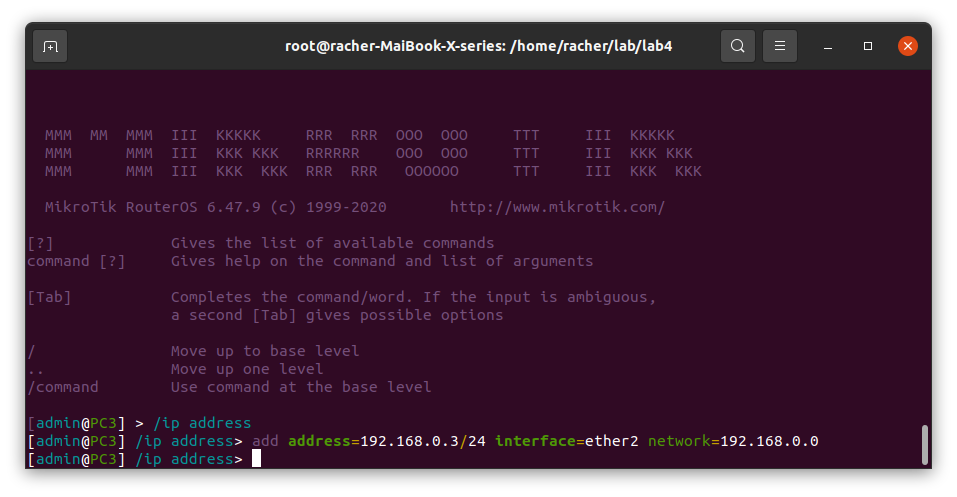 root@racher-MaiBook-X-series: /home/racher/lab/lab4
MMM  MM  MMM  III  KKKKK     RRR  RRR  OOO  OOO     TTT     III  KKKKK
MMM      MMM  III  KKK KKK   RRRRRR    OOO  OOO     TTT     III  KKK KKK
MMM      MMM  III  KKK  KKK  RRR  RRR   OOOOOO      TTT     III  KKK  KKK
MikroTik RouterOS 6.47.9 (c) 1999-2020       http://www.mikrotik.com/
[?]             Gives the list of available commands
command [?]     Gives help on the command and list of arguments
[Tab]           Completes the command/word. If the input is ambiguous,
a second [Tab] gives possible options
/               Move up to base level
..              Move up one level
/command        Use command at the base level
[admin@PC3] > /ip address
[admin@PC3] /ip address> add address=192.168.0.3/24 interface=ether2 network=192.168.0.0
[admin@PC3] /ip address>